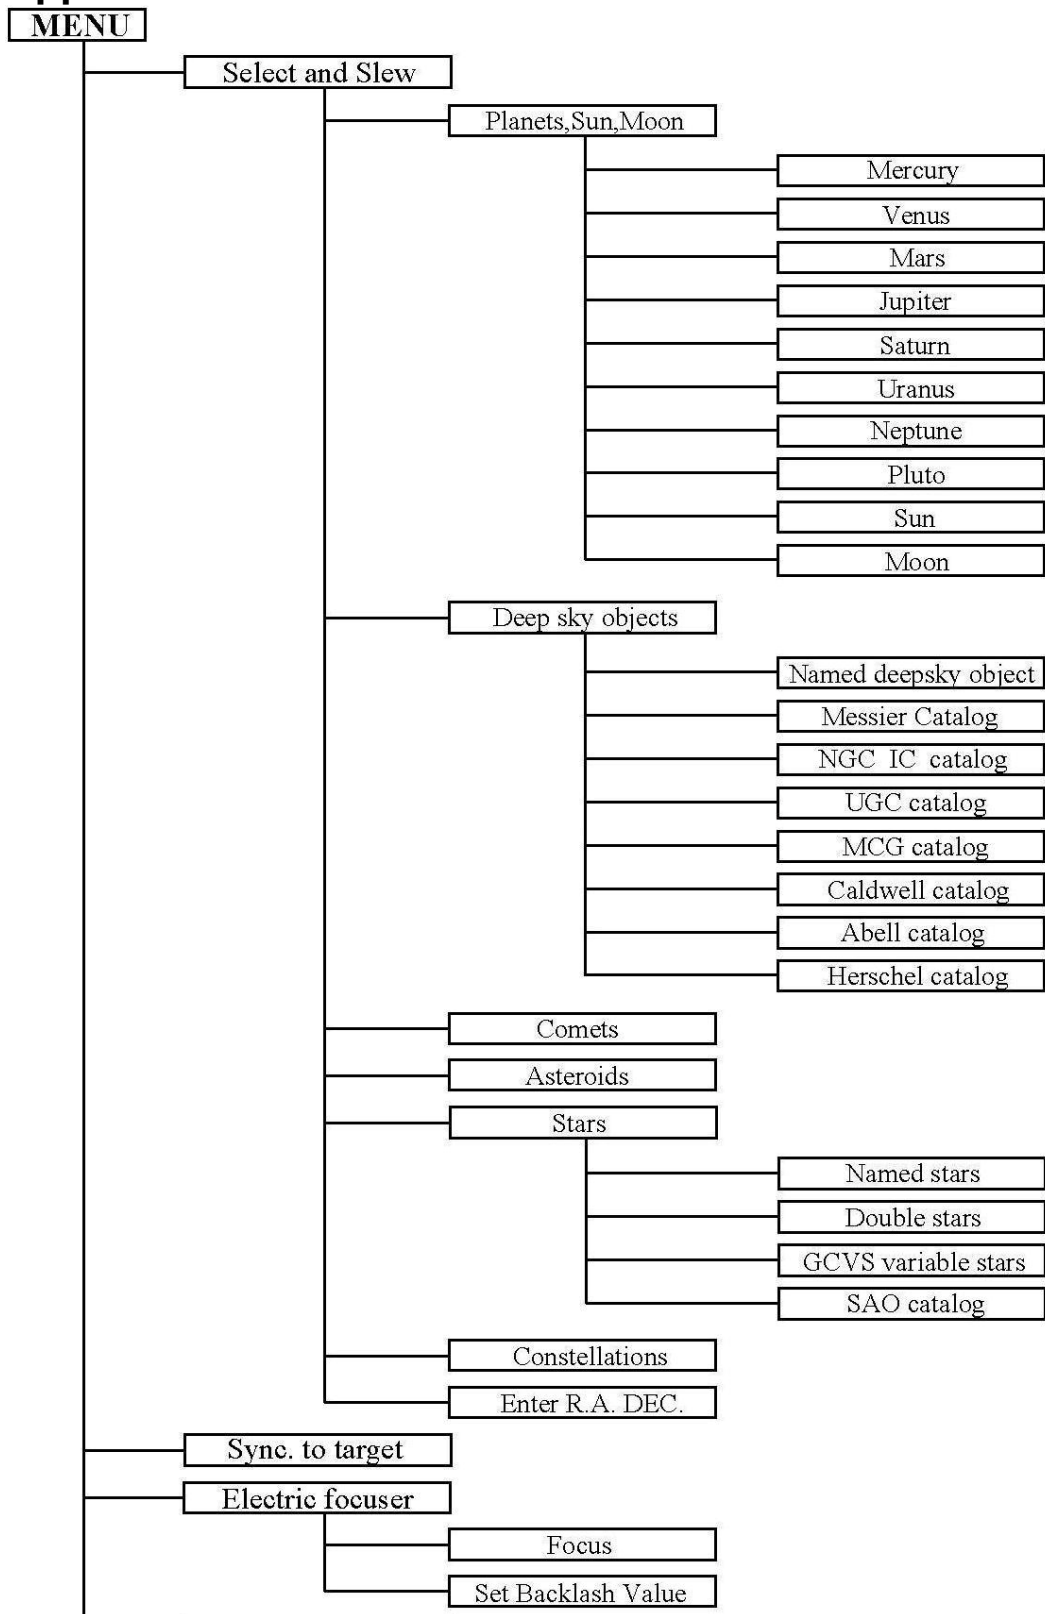 MENU
Select and Slew
Planets,Sun,Moon
Mercury
Venus
Mars
Jupiter
Saturn
Uranus
Neptune
Pluto
Sun
Moon
Deep sky objects
Named deepsky object
Messier Catalog
NGC IC catalog
UGC catalog
MCG catalog
Caldwell catalog
Abell catalog
Herschel catalog
Comets
Asteroids
Stars
Named stars
Double stars
GCVS variable stars
SAO catalog
Constellations
Enter R.A. DEC.
Sync. to target
Electric focuser
Focus
Set Backlash Value